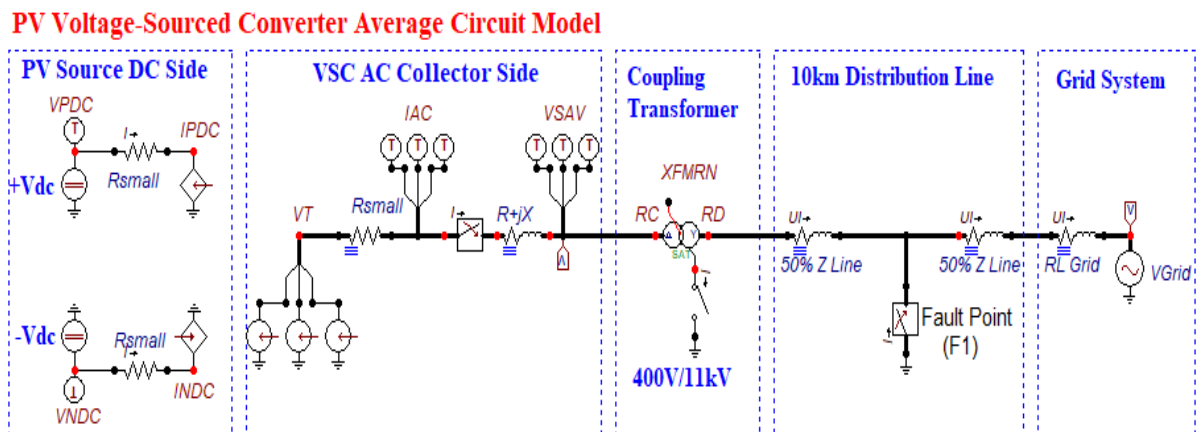 PV Voltage-Sourced Converter Average Circuit Model
PV Source DC Side
VSC AC Collector Side
Coupling
Transformer
10km Distribution Line
Grid System
VPDC
T
I
IPDC
+Vdc
Rsmall
IAC
T T T
VSAV
T T T
VT
Rsmall
I
R+jX
V
XFMRN
RC
RD
Δ Y
SAT
I
UI
50% Z Line
UI
50% Z Line
UI
RL Grid
V
VGrid
I
Fault Point
(F1)
400V/11kV
-Vdc
Rsmall
I
INDC
T
VNDC